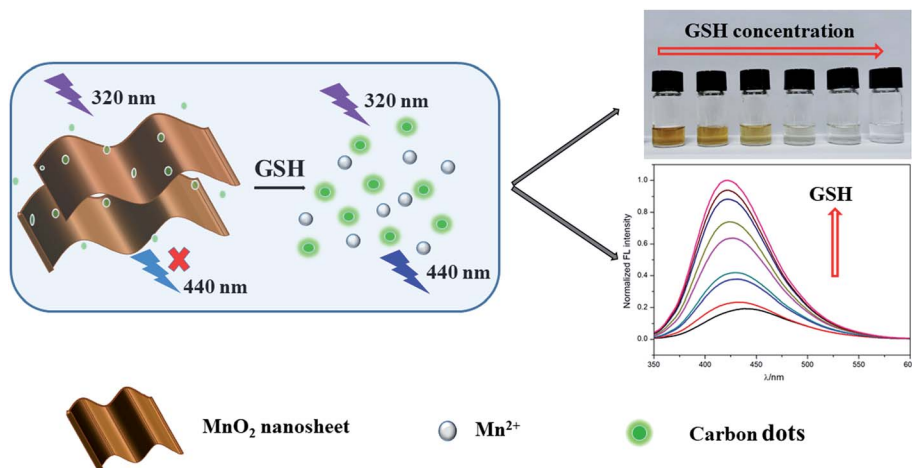 GSH concentration
320 nm
320 nm
GSH
440 nm
440 nm
1.0
0.8
0.6
0.4
0.2
0.0
Normalized FL intensity
GSH
350 400 450 500 550 60
λ/nm
MnO₂ nanosheet
Mn²⁺
Carbon dots